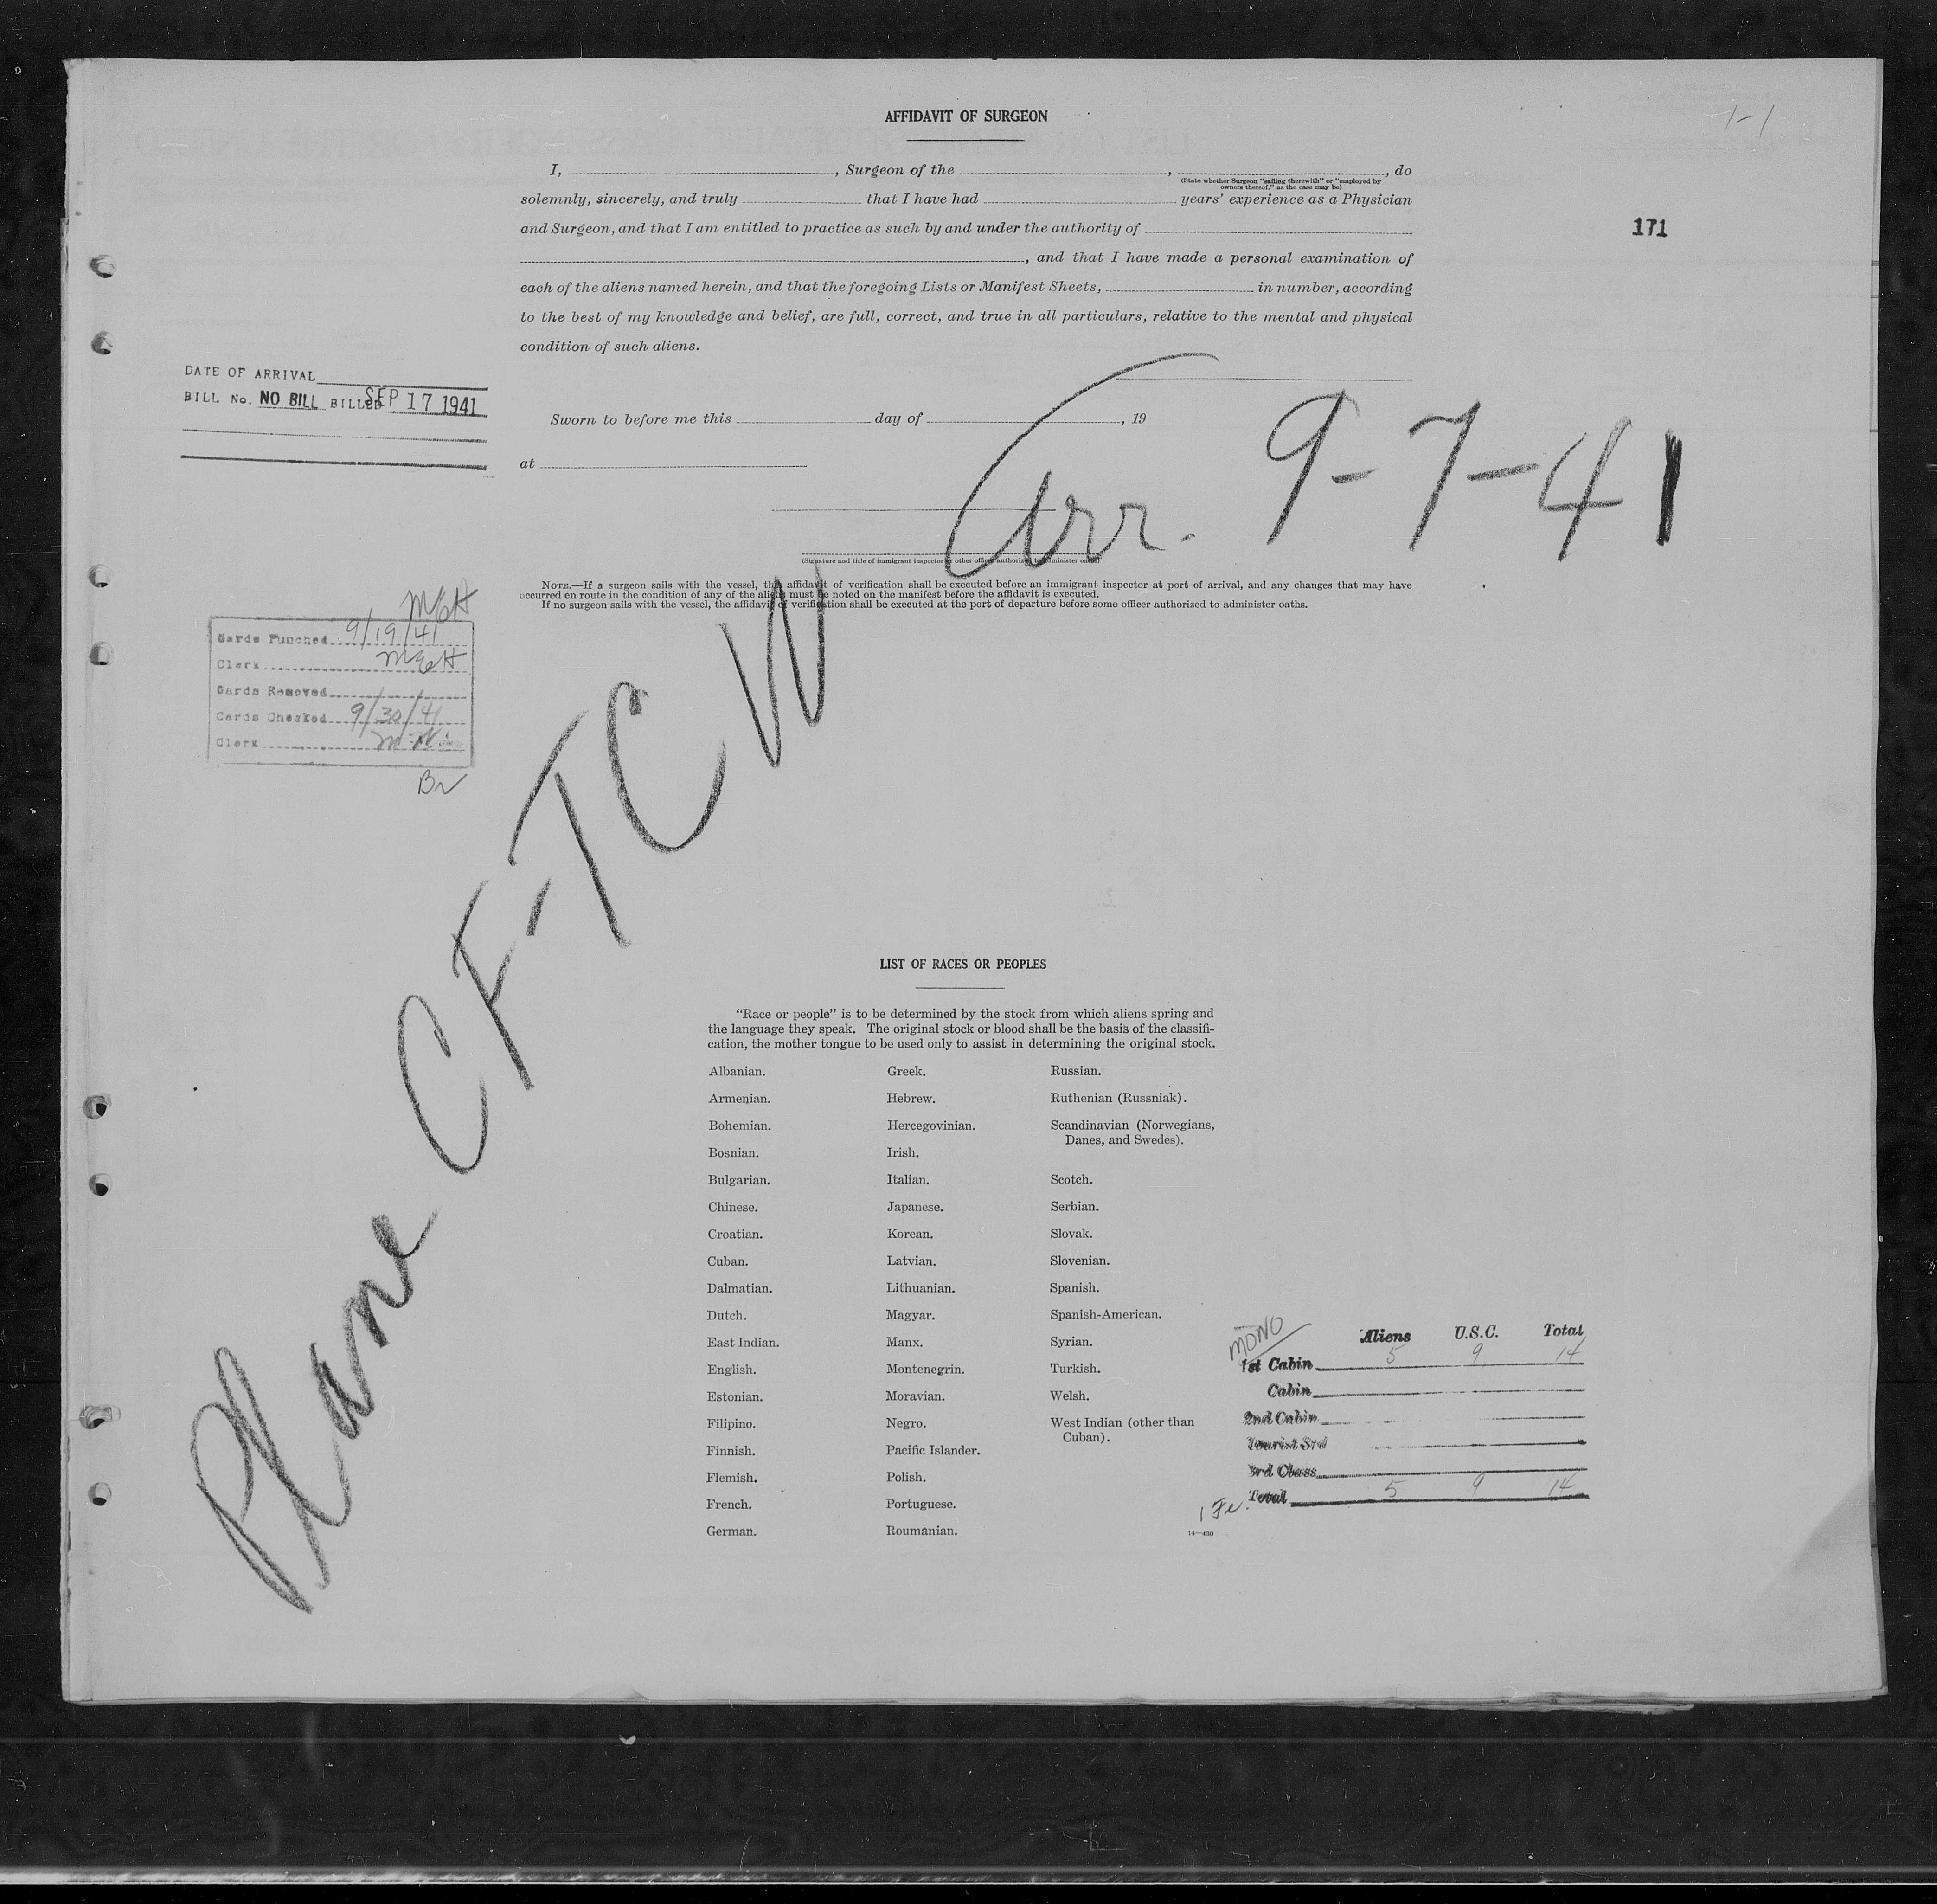 AFFIDAVIT OF SURGEON
1-1
I, , Surgeon of the , , do
(State whether Surgeon "sailing therewith" or "employed by
owners thereof," as the case may be)
solemnly, sincerely, and truly that I have had years' experience as a Physician
171
and Surgeon, and that I am entitled to practice as such by and under the authority of
, and that I have made a personal examination of
each of the aliens named herein, and that the foregoing Lists or Manifest Sheets, in number, according
to the best of my knowledge and belief, are full, correct, and true in all particulars, relative to the mental and physical
condition of such aliens.
DATE OF ARRIVAL
BILL No. NO BILL BILLED SEP 17 1941
Sworn to before me this day of , 19
at
Arr. 9-7-41
(Signature and title of immigrant inspector or other officer authorized to administer oaths)
NOTE.—If a surgeon sails with the vessel, this affidavit of verification shall be executed before an immigrant inspector at port of arrival, and any changes that may have
occurred en route in the condition of any of the aliens must be noted on the manifest before the affidavit is executed.
If no surgeon sails with the vessel, the affidavit of verification shall be executed at the port of departure before some officer authorized to administer oaths.
Cards Punched 9/19/41
Clerk
Cards Removed
Cards Checked 9/30/41
Clerk
Plane CF-TCW
LIST OF RACES OR PEOPLES
"Race or people" is to be determined by the stock from which aliens spring and
the language they speak. The original stock or blood shall be the basis of the classifi-
cation, the mother tongue to be used only to assist in determining the original stock.
Albanian.
Armenian.
Bohemian.
Bosnian.
Bulgarian.
Chinese.
Croatian.
Cuban.
Dalmatian.
Dutch.
East Indian.
English.
Estonian.
Filipino.
Finnish.
Flemish.
French.
German.
Greek.
Hebrew.
Hercegovinian.
Irish.
Italian.
Japanese.
Korean.
Latvian.
Lithuanian.
Magyar.
Manx.
Montenegrin.
Moravian.
Negro.
Pacific Islander.
Polish.
Portuguese.
Roumanian.
Russian.
Ruthenian (Russniak).
Scandinavian (Norwegians,
Danes, and Swedes).
Scotch.
Serbian.
Slovak.
Slovenian.
Spanish.
Spanish-American.
Syrian.
Turkish.
Welsh.
West Indian (other than
Cuban).
14—430
MONO
Aliens U.S.C. Total
1st Cabin 5 9 14
Cabin
2nd Cabin
Tourist 3rd
3rd Class
Total 5 9 14